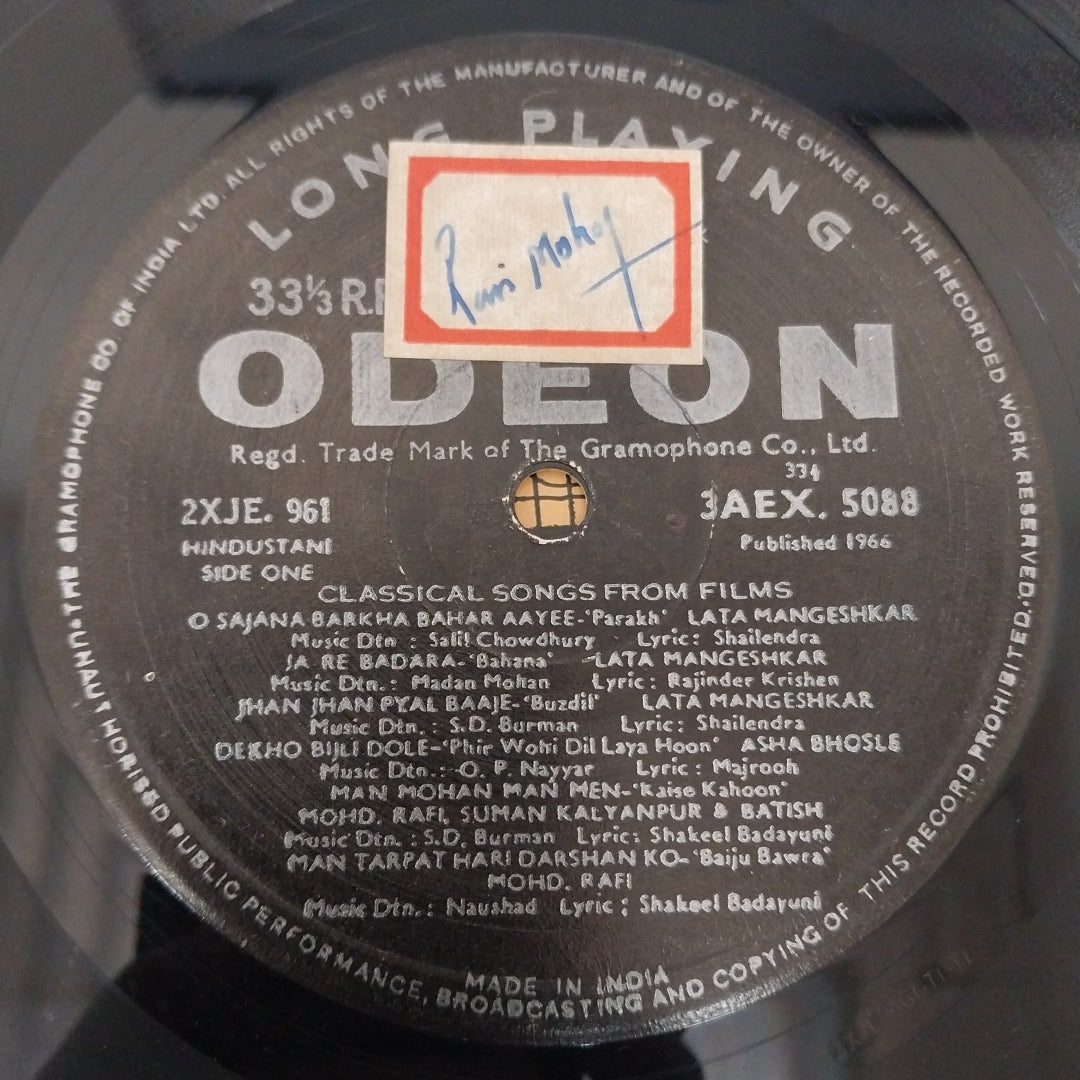 THE GRAMOPHONE CO. OF INDIA LTD. ALL RIGHTS OF THE MANUFACTURER AND OF THE OWNER OF THE RECORDED WORK RESERVED. UNAUTHORISED PUBLIC PERFORMANCE, BROADCASTING AND COPYING OF THIS RECORD PROHIBITED.
LONG PLAYING
Moho
33⅓ R.P
ODEON
Regd. Trade Mark of The Gramophone Co., Ltd.
334
2XJE. 961
3AEX. 5088
HINDUSTANI
Published 1966
SIDE ONE
CLASSICAL SONGS FROM FILMS
O SAJANA BARKHA BAHAR AAYEE-'Parakh' LATA MANGESHKAR
Music Dtn : Salil Chowdhury Lyric: Shailendra
JA RE BADARA-'Bahana' LATA MANGESHKAR
Music Dtn.: Madan Mohan Lyric: Rajinder Krishen
JHAN JHAN PYAL BAAJE-'Buzdil' LATA MANGESHKAR
Music Dtn. : S.D. Burman Lyric: Shailendra
DEKHO BIJLI DOLE-'Phir Wohi Dil Laya Hoon' ASHA BHOSLE
Music Dtn.: O. P. Nayyar Lyric: Majrooh
MAN MOHAN MAN MEN-'Kaise Kahoon'
MOHD. RAFI, SUMAN KALYANPUR & BATISH
Music Dtn. : S.D. Burman Lyric: Shakeel Badayuni
MAN TARPAT HARI DARSHAN KO-'Baiju Bawra'
MOHD. RAFI
Music Dtn.: Naushad Lyric: Shakeel Badayuni
MADE IN INDIA